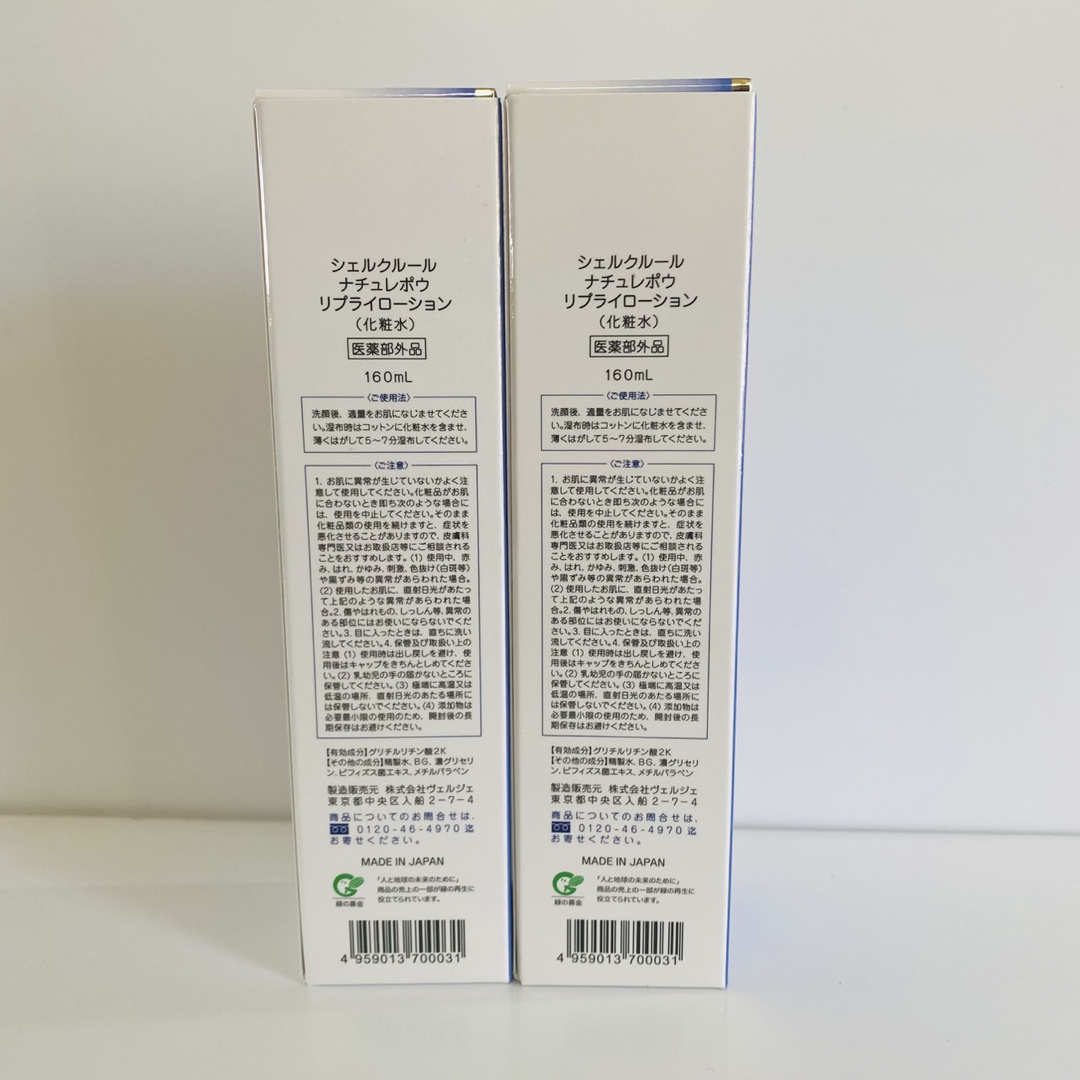 シェルクルール
ナチュレポウ
リプライローション
(化粧水)
医薬部外品
160mL
〈ご使用法〉
洗顔後、適量をお肌になじませてくださ
い。湿布時はコットンに化粧水を含ませ、
薄くはがして5〜7分湿布してください。
〈ご注意〉
1. お肌に異常が生じていないかよく注
意して使用してください。化粧品がお肌
に合わないとき即ち次のような場合に
は、使用を中止してください。そのまま
化粧品類の使用を続けますと、症状を
悪化させることがありますので、皮膚科
専門医又はお取扱店等にご相談される
ことをおすすめします。(1) 使用中、赤
み、はれ、かゆみ、刺激、色抜け(白斑等)
や黒ずみ等の異常があらわれた場合。
(2) 使用したお肌に、直射日光があたっ
て上記のような異常があらわれた場
合。2. 傷やはれもの、しっしん等、異常の
ある部位にはお使いにならないでくだ
さい。3. 目に入ったときは、直ちに洗い
流してください。4. 保管及び取扱い上の
注意 (1) 使用時は出し戻しを避け、使
用後はキャップをきちんとしめてくださ
い。(2) 乳幼児の手の届かないところに
保管してください。(3) 極端に高温又は
低温の場所、直射日光のあたる場所に
は保管しないでください。(4) 添加物は
必要最小限の使用のため、開封後の長
期保存はお避けください。
【有効成分】グリチルリチン酸2K
【その他の成分】精製水、BG、濃グリセリ
ン、ビフィズス菌エキス、メチルパラベン
製造販売元 株式会社ヴェルジェ
東京都中央区入船2-7-4
商品についてのお問合せは、
0120-46-4970迄
お寄せください。
MADE IN JAPAN
緑の募金
「人と地球の未来のために」
商品の売上の一部が緑の再生に
役立てられています。
4 959013 700031
シェルクルール
ナチュレポウ
リプライローション
(化粧水)
医薬部外品
160mL
〈ご使用法〉
洗顔後、適量をお肌になじませてくださ
い。湿布時はコットンに化粧水を含ませ、
薄くはがして5〜7分湿布してください。
〈ご注意〉
1. お肌に異常が生じていないかよく注
意して使用してください。化粧品がお肌
に合わないとき即ち次のような場合に
は、使用を中止してください。そのまま
化粧品類の使用を続けますと、症状を
悪化させることがありますので、皮膚科
専門医又はお取扱店等にご相談される
ことをおすすめします。(1) 使用中、赤
み、はれ、かゆみ、刺激、色抜け(白斑等)
や黒ずみ等の異常があらわれた場合。
(2) 使用したお肌に、直射日光があたっ
て上記のような異常があらわれた場
合。2. 傷やはれもの、しっしん等、異常の
ある部位にはお使いにならないでくだ
さい。3. 目に入ったときは、直ちに洗い
流してください。4. 保管及び取扱い上の
注意 (1) 使用時は出し戻しを避け、使
用後はキャップをきちんとしめてくださ
い。(2) 乳幼児の手の届かないところに
保管してください。(3) 極端に高温又は
低温の場所、直射日光のあたる場所に
は保管しないでください。(4) 添加物は
必要最小限の使用のため、開封後の長
期保存はお避けください。
【有効成分】グリチルリチン酸2K
【その他の成分】精製水、BG、濃グリセリ
ン、ビフィズス菌エキス、メチルパラベン
製造販売元 株式会社ヴェルジェ
東京都中央区入船2-7-4
商品についてのお問合せは、
0120-46-4970迄
お寄せください。
MADE IN JAPAN
緑の募金
「人と地球の未来のために」
商品の売上の一部が緑の再生に
役立てられています。
4 959013 700031